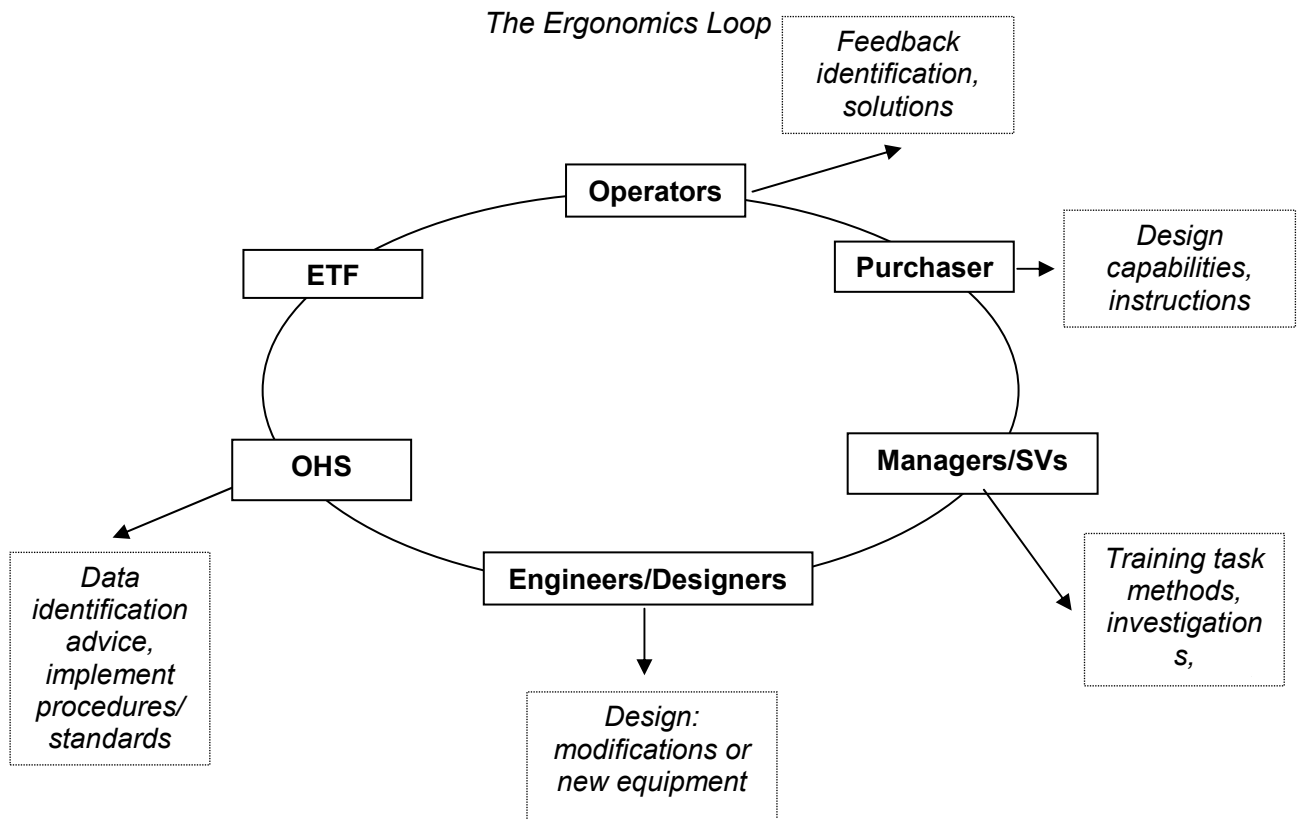 The Ergonomics Loop
Feedback
identification,
solutions
Operators
ETF
Purchaser
Design
capabilities,
instructions
OHS
Managers/SVs
Engineers/Designers
Data
identification
advice,
implement
procedures/
standards
Training task
methods,
investigation
s,
Design:
modifications or
new equipment